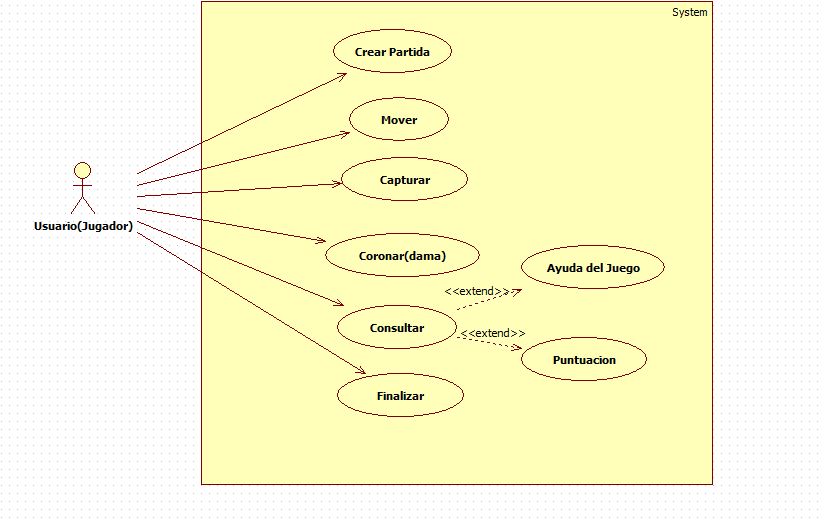 System
Crear Partida
Mover
Capturar
Usuario(Jugador)
Coronar(dama)
Ayuda del Juego
<<extend>>
Consultar
<<extend>>
Puntuacion
Finalizar